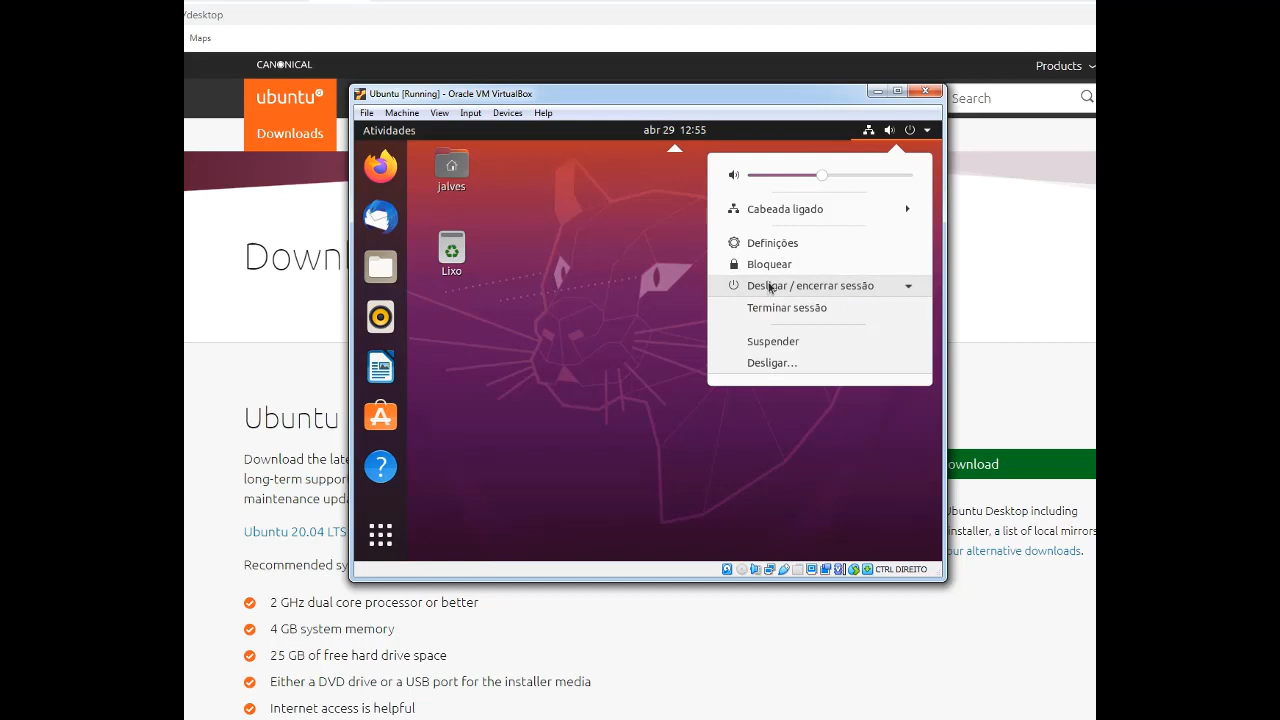 /desktop
Maps
CANONICAL
Products
ubuntu
Search
Downloads
Ubuntu [Running] - Oracle VM VirtualBox
File Machine View Input Devices Help
Atividades abr 29 12:55
jalves
Lixo
Cabeada ligado
Definições
Bloquear
Desligar / encerrar sessão
Terminar sessão
Suspender
Desligar...
CTRL DIREITO
Down
Ubuntu
Download the late
long-term suppor
maintenance upda
Ubuntu 20.04 LTS
Recommended sy
2 GHz dual core processor or better
4 GB system memory
25 GB of free hard drive space
Either a DVD drive or a USB port for the installer media
Internet access is helpful
ownload
Ubuntu Desktop including
installer, a list of local mirrors
our alternative downloads.